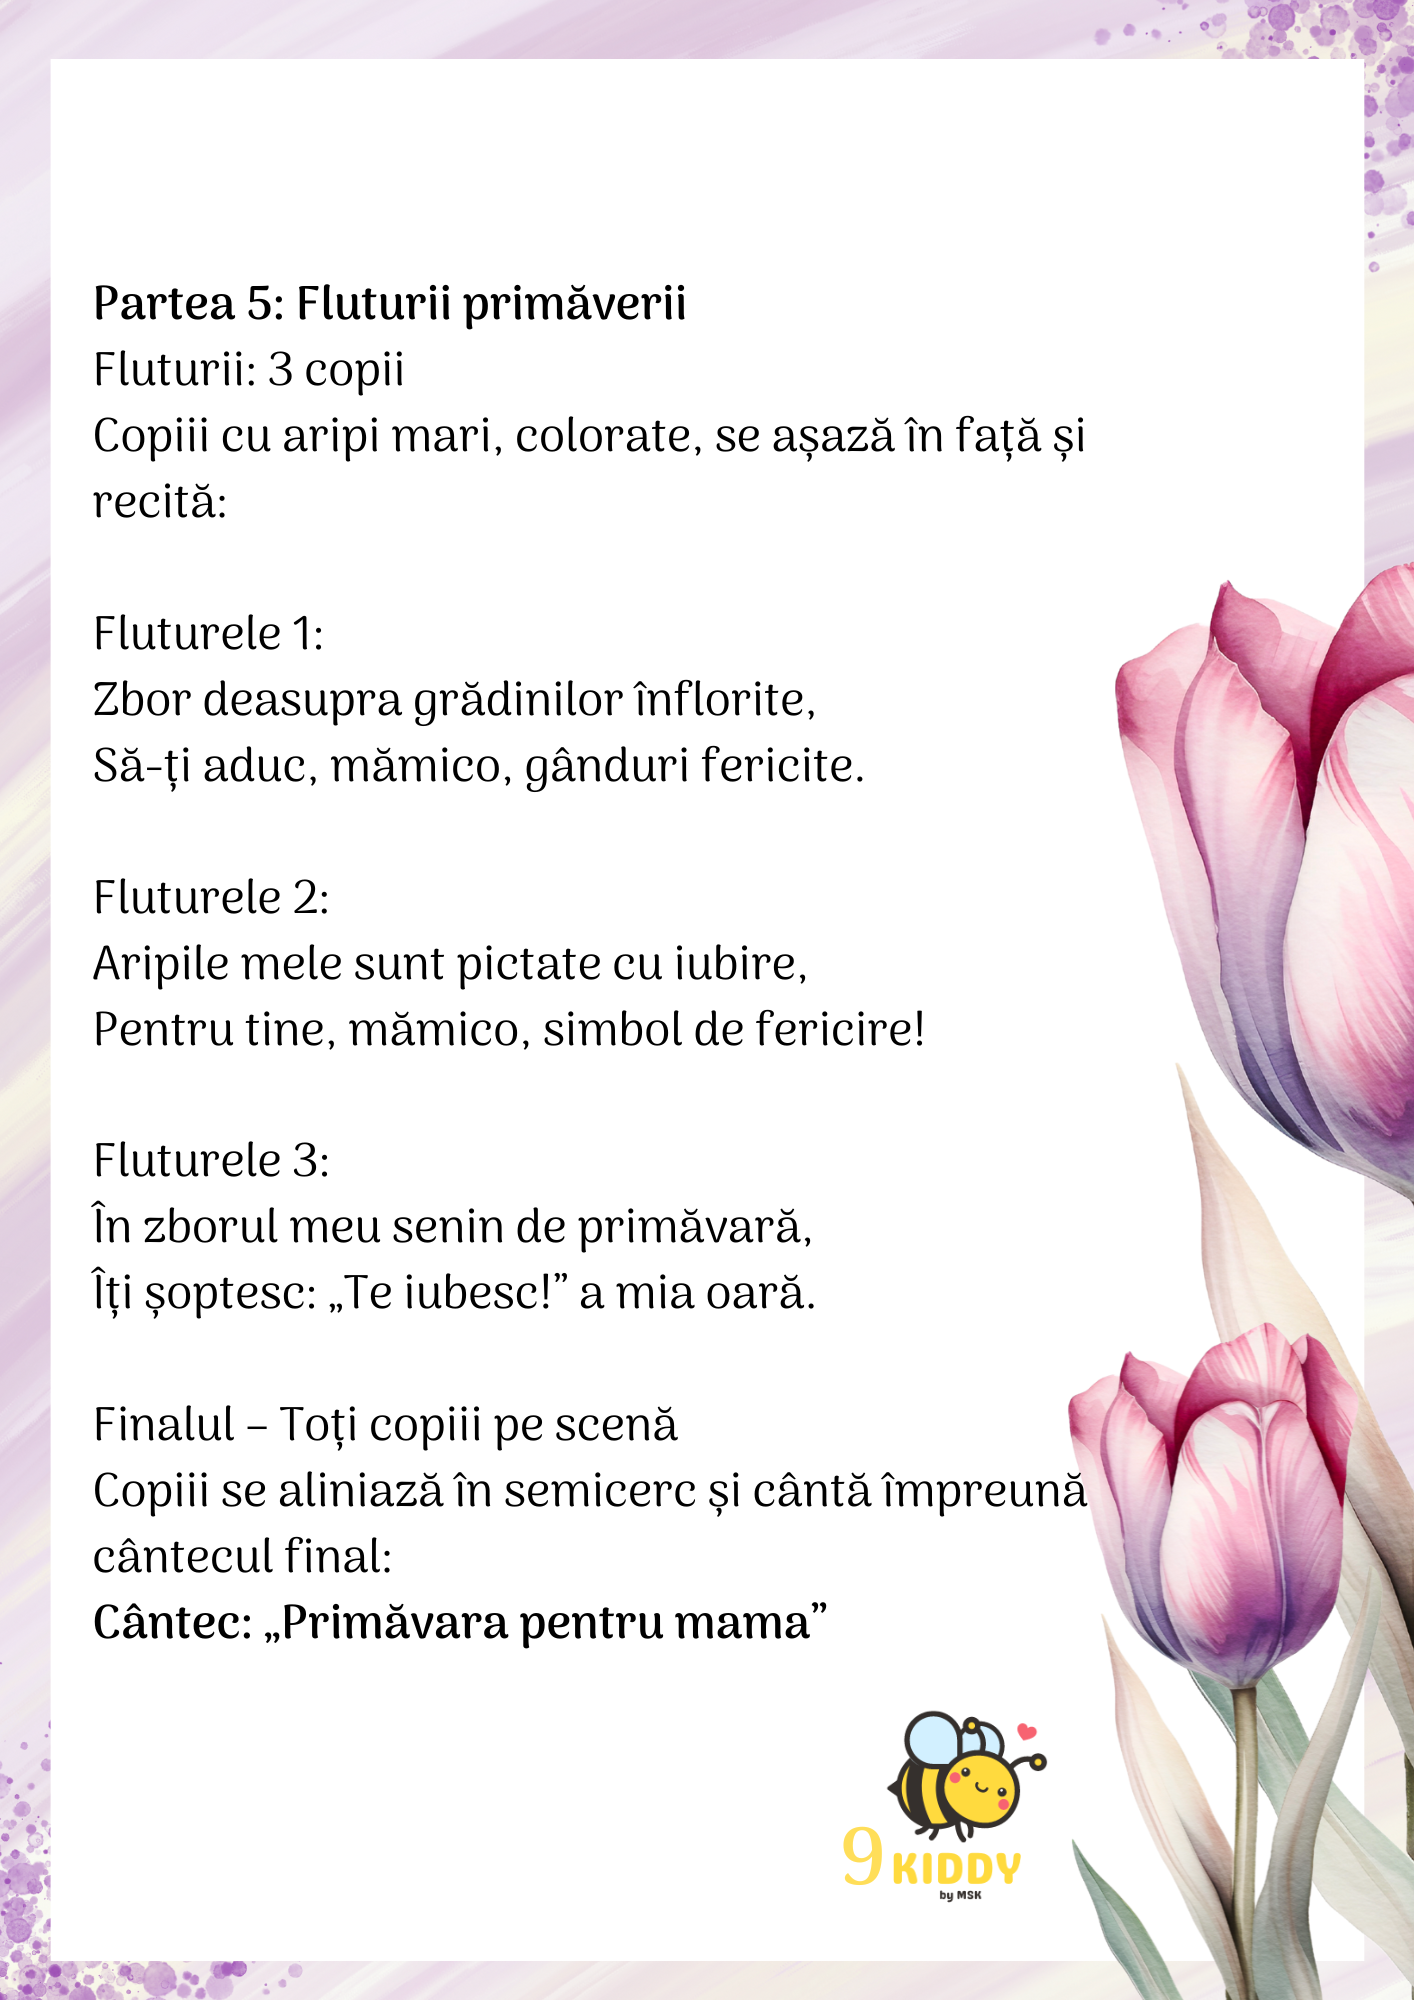 Partea 5: Fluturii primăverii
Fluturii: 3 copii
Copiii cu aripi mari, colorate, se așază în față și
recită:
Fluturele 1:
Zbor deasupra grădinilor înflorite,
Să-ți aduc, mămico, gânduri fericite.
Fluturele 2:
Aripile mele sunt pictate cu iubire,
Pentru tine, mămico, simbol de fericire!
Fluturele 3:
În zborul meu senin de primăvară,
Îți șoptesc: „Te iubesc!” a mia oară.
Finalul – Toți copiii pe scenă
Copiii se aliniază în semicerc și cântă împreună
cântecul final:
Cântec: „Primăvara pentru mama”
9 KIDDY
by MSK